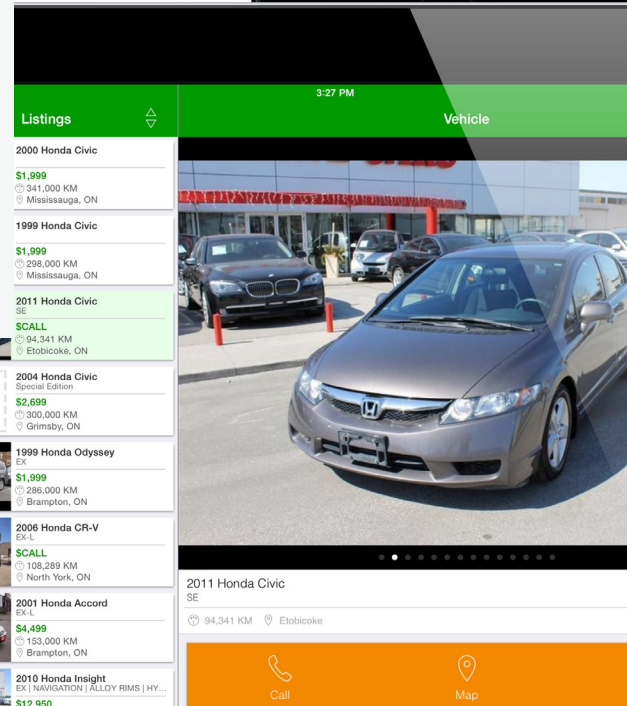 3:27 PM
Listings
Vehicle
2000 Honda Civic
$1,999
341,000 KM
Mississauga, ON
1999 Honda Civic
$1,999
298,000 KM
Mississauga, ON
2011 Honda Civic
SE
$CALL
94,341 KM
Etobicoke, ON
2004 Honda Civic
Special Edition
$2,699
300,000 KM
Grimsby, ON
1999 Honda Odyssey
EX
$1,999
286,000 KM
Brampton, ON
2006 Honda CR-V
EX-L
$CALL
108,289 KM
North York, ON
2001 Honda Accord
EX-L
$4,499
153,000 KM
Brampton, ON
2010 Honda Insight
EX | NAVIGATION | ALLOY RIMS | HY...
$12,950
2011 Honda Civic
SE
94,341 KM Etobicoke
Call
Map